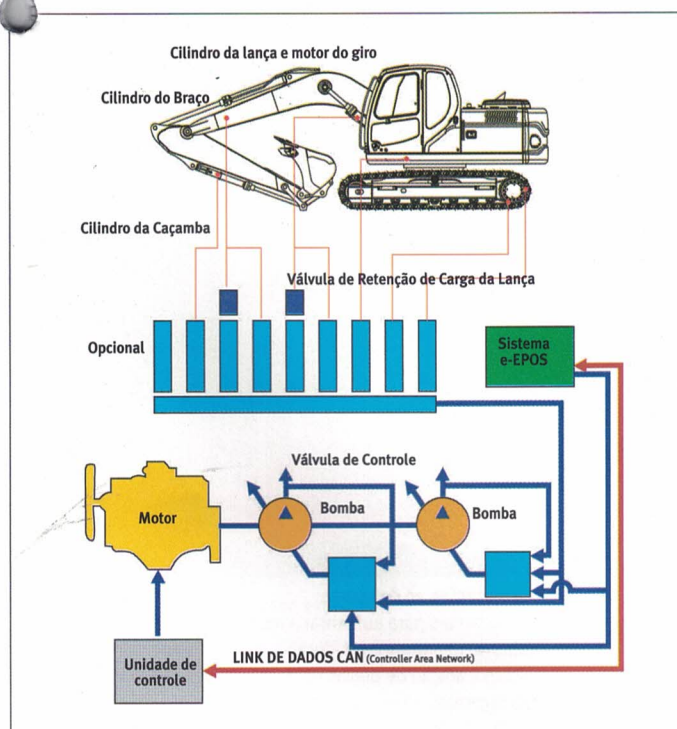 Cilindro da lança e motor do giro
Cilindro do Braço
Cilindro da Caçamba
Válvula de Retenção de Carga da Lança
Opcional
Sistema
e-EPOS
Válvula de Controle
Bomba
Bomba
Motor
Unidade de
controle
LINK DE DADOS CAN (Controller Area Network)